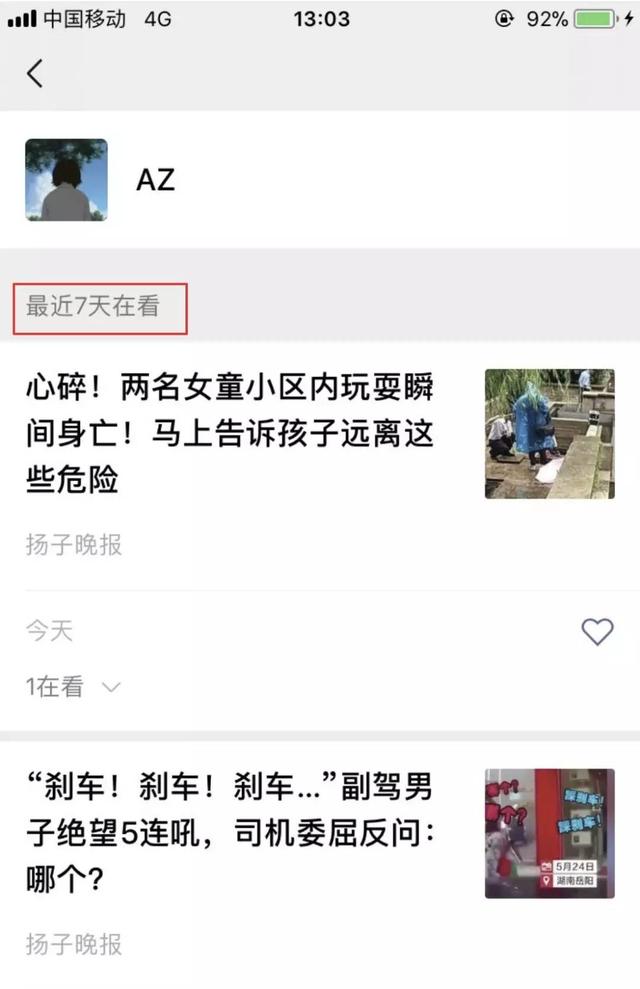 中国移动 4G 13:03 92%
AZ
最近7天在看
心碎！两名女童小区内玩耍瞬
间身亡！马上告诉孩子远离这
些危险
扬子晚报
今天
1在看
“刹车！刹车！刹车...”副驾男
子绝望5连吼，司机委屈反问：
哪个？
哪个？
踩刹车！
踩刹车！
5月24日
湖南岳阳
扬子晚报